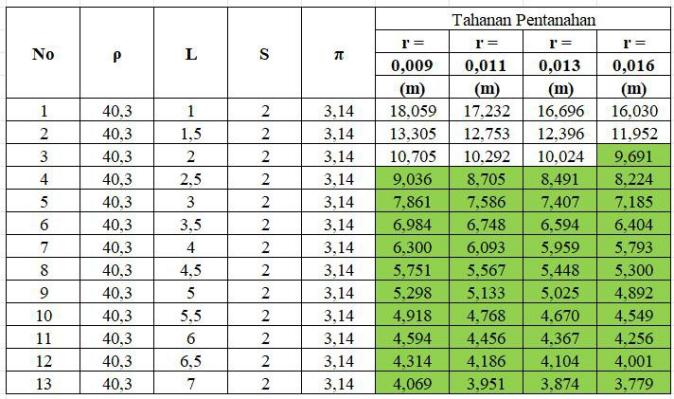 Tahanan Pentanahan
No ρ L S π r = r = r = r =
0,009 0,011 0,013 0,016
(m) (m) (m) (m)
1 40,3 1 2 3,14 18,059 17,232 16,696 16,030
2 40,3 1,5 2 3,14 13,305 12,753 12,396 11,952
3 40,3 2 2 3,14 10,705 10,292 10,024 9,691
4 40,3 2,5 2 3,14 9,036 8,705 8,491 8,224
5 40,3 3 2 3,14 7,861 7,586 7,407 7,185
6 40,3 3,5 2 3,14 6,984 6,748 6,594 6,404
7 40,3 4 2 3,14 6,300 6,093 5,959 5,793
8 40,3 4,5 2 3,14 5,751 5,567 5,448 5,300
9 40,3 5 2 3,14 5,298 5,133 5,025 4,892
10 40,3 5,5 2 3,14 4,918 4,768 4,670 4,549
11 40,3 6 2 3,14 4,594 4,456 4,367 4,256
12 40,3 6,5 2 3,14 4,314 4,186 4,104 4,001
13 40,3 7 2 3,14 4,069 3,951 3,874 3,779